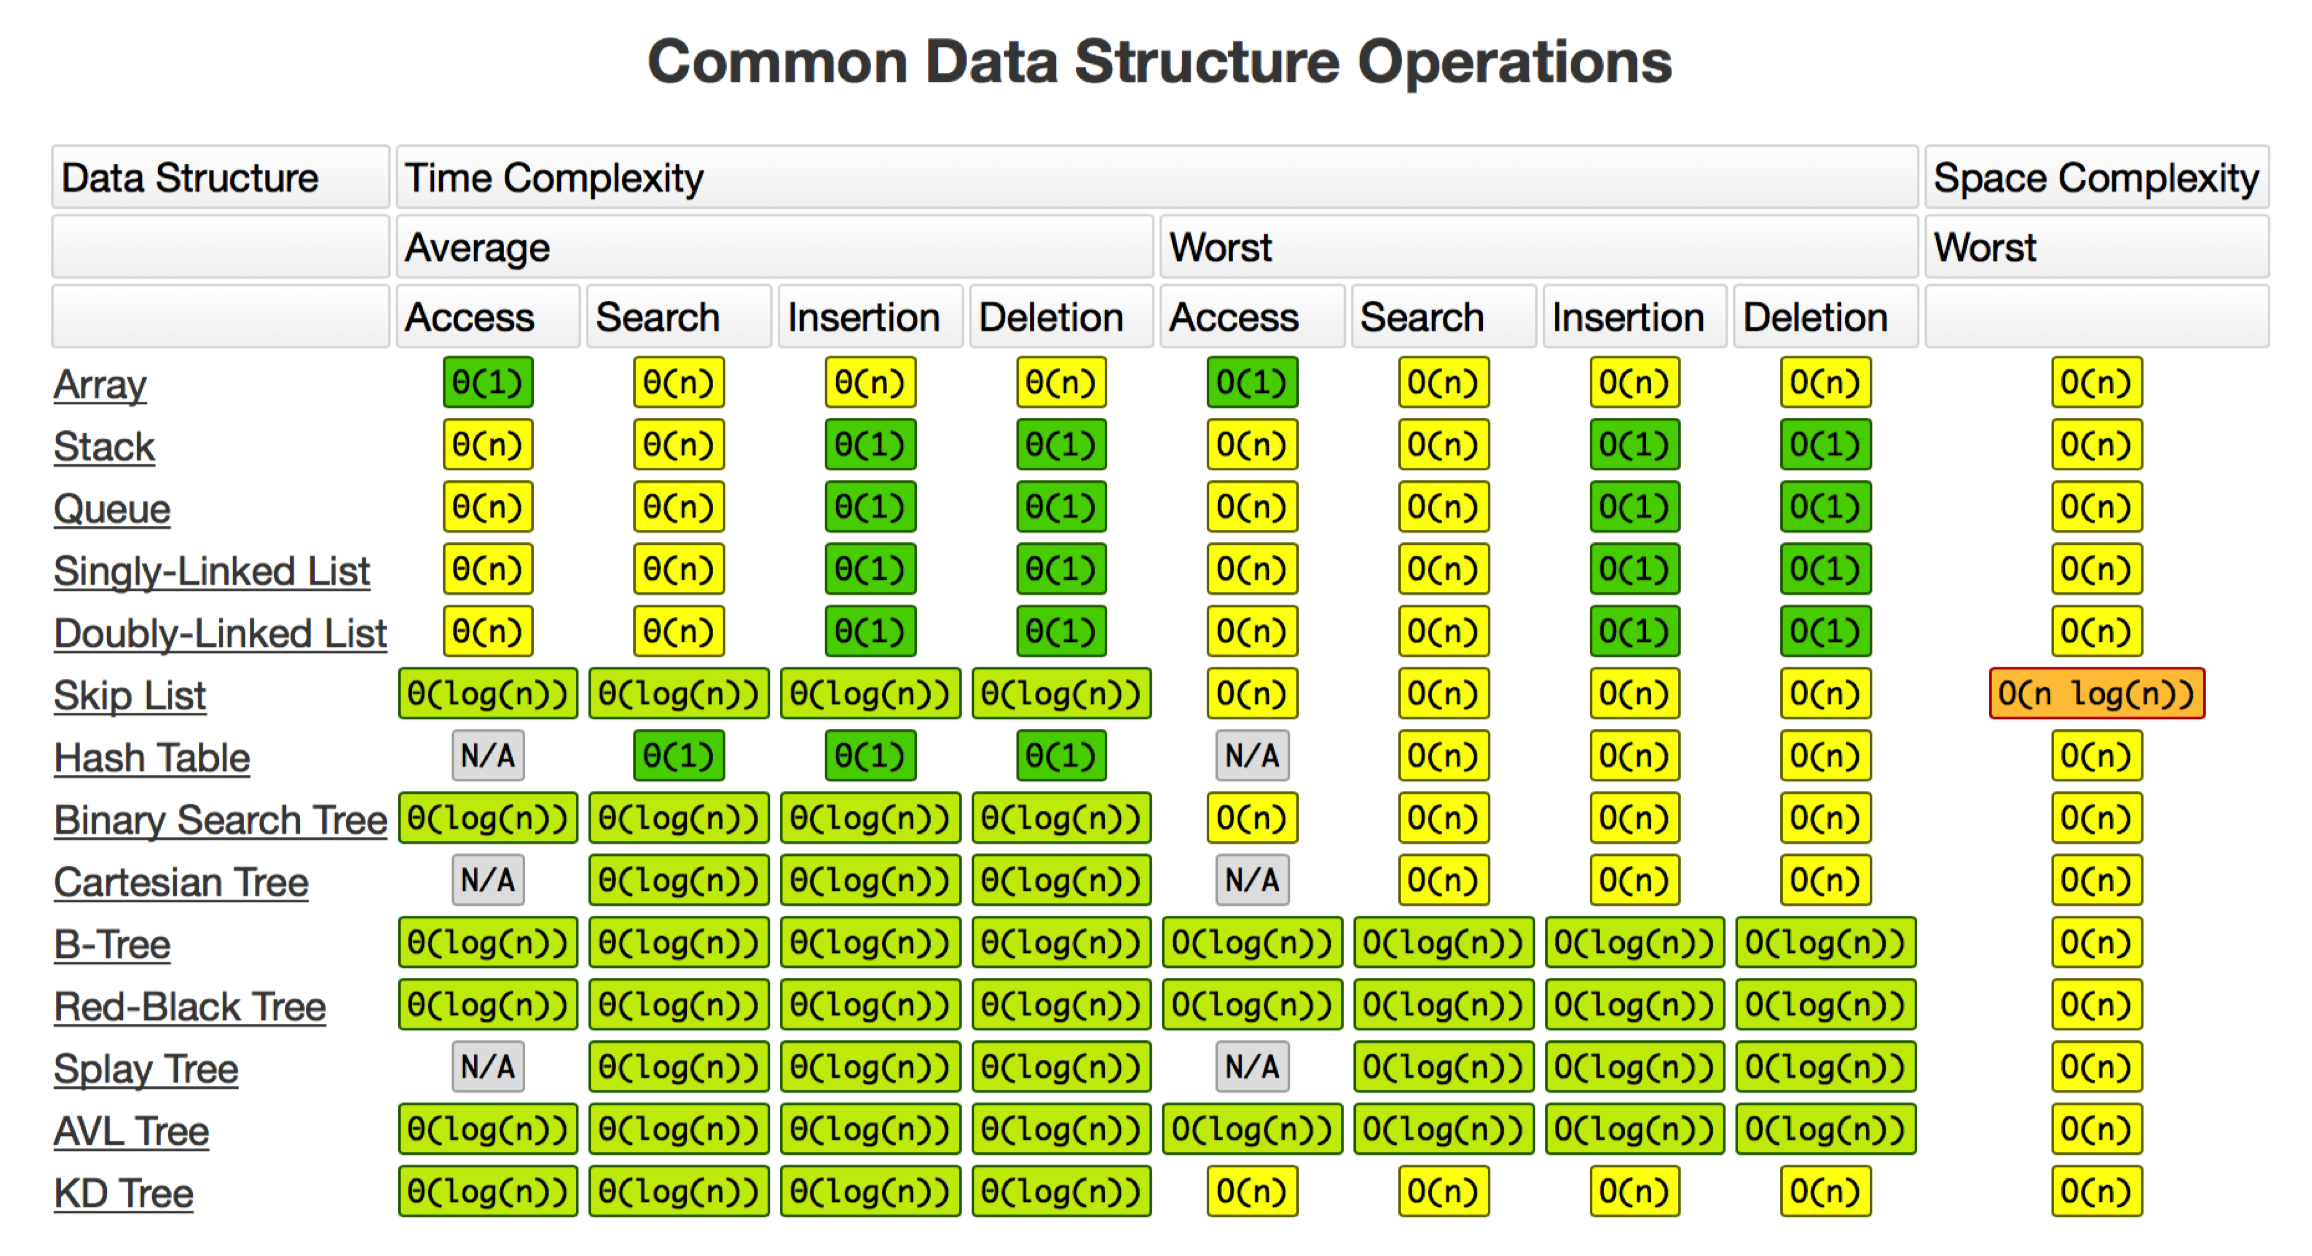 Common Data Structure Operations
Data Structure Time Complexity Space Complexity
Average Worst Worst
Access Search Insertion Deletion Access Search Insertion Deletion
Array Θ(1) Θ(n) Θ(n) Θ(n) O(1) O(n) O(n) O(n) O(n)
Stack Θ(n) Θ(n) Θ(1) Θ(1) O(n) O(n) O(1) O(1) O(n)
Queue Θ(n) Θ(n) Θ(1) Θ(1) O(n) O(n) O(1) O(1) O(n)
Singly-Linked List Θ(n) Θ(n) Θ(1) Θ(1) O(n) O(n) O(1) O(1) O(n)
Doubly-Linked List Θ(n) Θ(n) Θ(1) Θ(1) O(n) O(n) O(1) O(1) O(n)
Skip List Θ(log(n)) Θ(log(n)) Θ(log(n)) Θ(log(n)) O(n) O(n) O(n) O(n) O(n log(n))
Hash Table N/A Θ(1) Θ(1) Θ(1) N/A O(n) O(n) O(n) O(n)
Binary Search Tree Θ(log(n)) Θ(log(n)) Θ(log(n)) Θ(log(n)) O(n) O(n) O(n) O(n) O(n)
Cartesian Tree N/A Θ(log(n)) Θ(log(n)) Θ(log(n)) N/A O(n) O(n) O(n) O(n)
B-Tree Θ(log(n)) Θ(log(n)) Θ(log(n)) Θ(log(n)) O(log(n)) O(log(n)) O(log(n)) O(log(n)) O(n)
Red-Black Tree Θ(log(n)) Θ(log(n)) Θ(log(n)) Θ(log(n)) O(log(n)) O(log(n)) O(log(n)) O(log(n)) O(n)
Splay Tree N/A Θ(log(n)) Θ(log(n)) Θ(log(n)) N/A O(log(n)) O(log(n)) O(log(n)) O(n)
AVL Tree Θ(log(n)) Θ(log(n)) Θ(log(n)) Θ(log(n)) O(log(n)) O(log(n)) O(log(n)) O(log(n)) O(n)
KD Tree Θ(log(n)) Θ(log(n)) Θ(log(n)) Θ(log(n)) O(n) O(n) O(n) O(n) O(n)